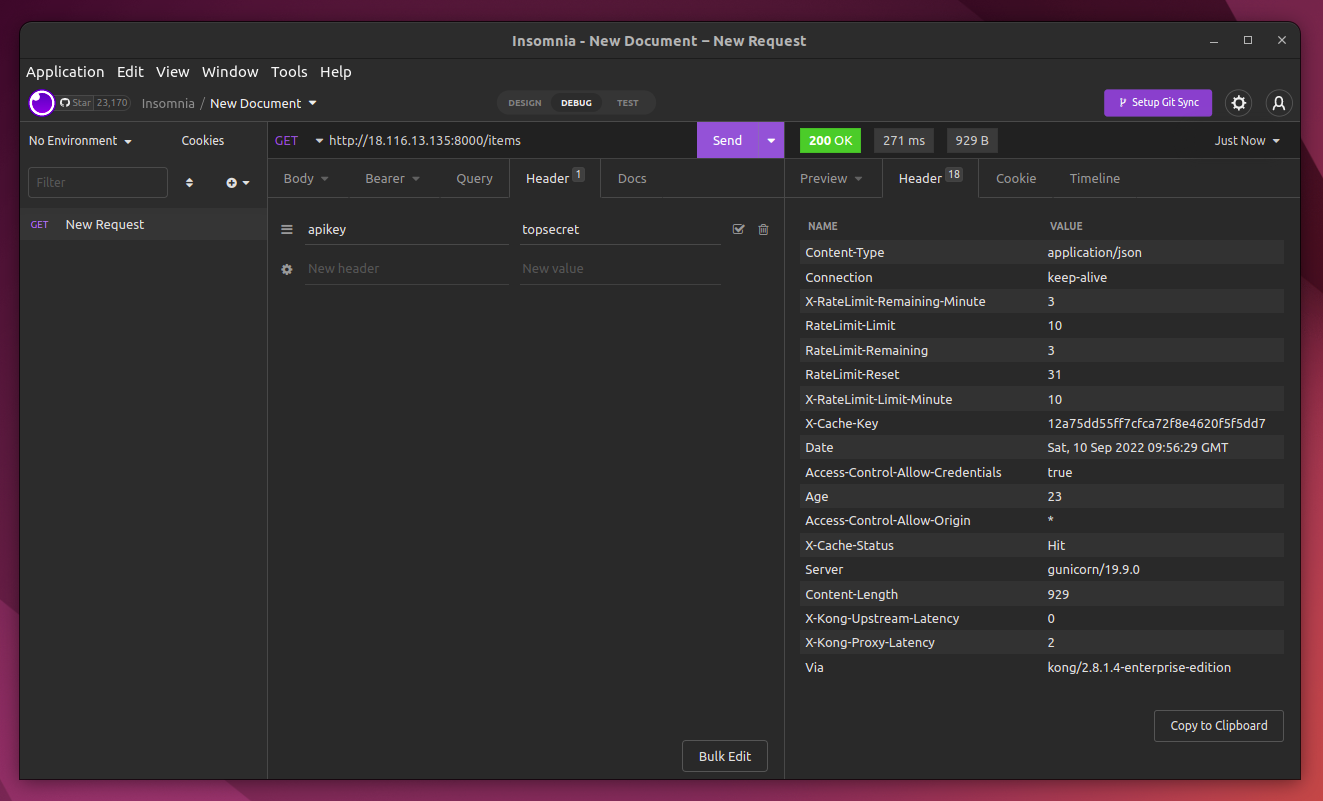 Insomnia - New Document – New Request
Application Edit View Window Tools Help
Star 23,170 Insomnia / New Document DESIGN DEBUG TEST Setup Git Sync
No Environment Cookies
Filter
GET New Request
GET http://18.116.13.135:8000/items Send
Body Bearer Query Header 1 Docs
apikey topsecret
New header New value
Bulk Edit
200 OK 271 ms 929 B Just Now
Preview Header 18 Cookie Timeline
NAME VALUE
Content-Type application/json
Connection keep-alive
X-RateLimit-Remaining-Minute 3
RateLimit-Limit 10
RateLimit-Remaining 3
RateLimit-Reset 31
X-RateLimit-Limit-Minute 10
X-Cache-Key 12a75dd55ff7cfca72f8e4620f5f5dd7
Date Sat, 10 Sep 2022 09:56:29 GMT
Access-Control-Allow-Credentials true
Age 23
Access-Control-Allow-Origin *
X-Cache-Status Hit
Server gunicorn/19.9.0
Content-Length 929
X-Kong-Upstream-Latency 0
X-Kong-Proxy-Latency 2
Via kong/2.8.1.4-enterprise-edition
Copy to Clipboard